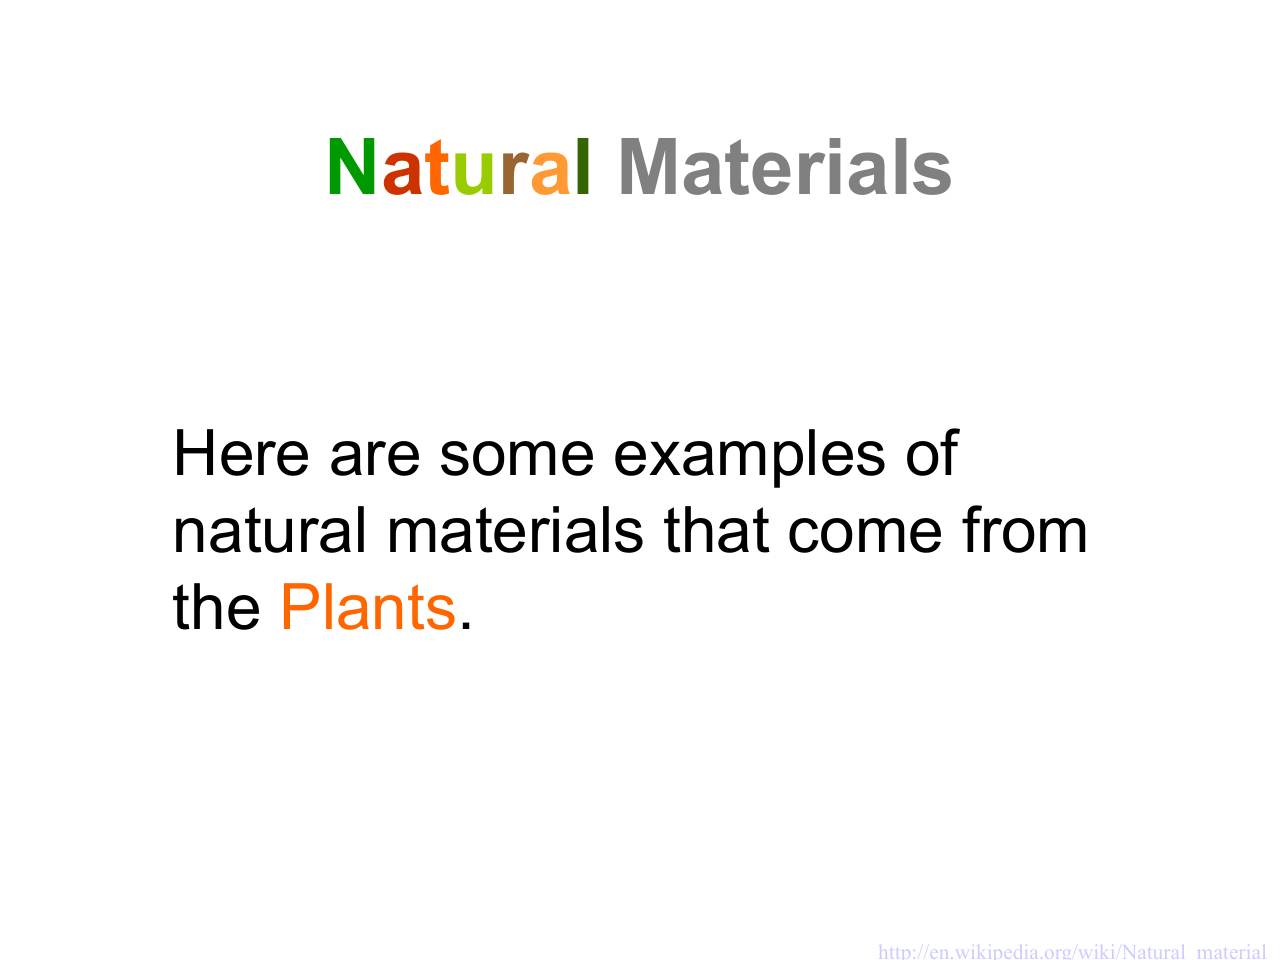 Natural Materials
Here are some examples of
natural materials that come from
the Plants.
http://en.wikipedia.org/wiki/Natural_material